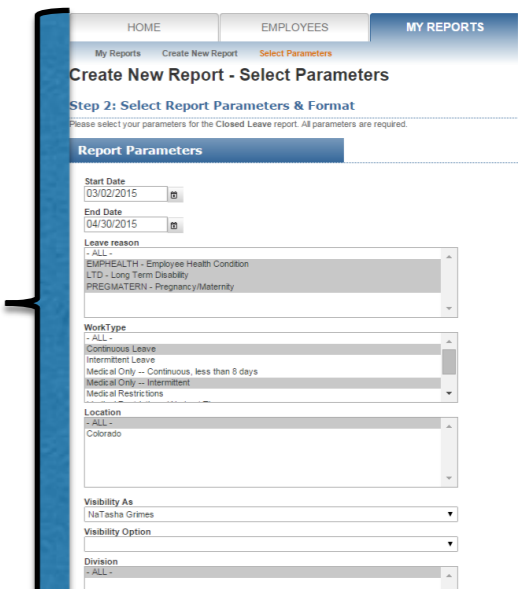 HOME EMPLOYEES MY REPORTS
My Reports Create New Report Select Parameters
Create New Report - Select Parameters
Step 2: Select Report Parameters & Format
Please select your parameters for the Closed Leave report. All parameters are required.
Report Parameters
Start Date
03/02/2015
End Date
04/30/2015
Leave reason
- ALL -
EMPHEALTH - Employee Health Condition
LTD - Long Term Disability
PREGMATERN - Pregnancy/Maternity
WorkType
- ALL -
Continuous Leave
Intermittent Leave
Medical Only -- Continuous, less than 8 days
Medical Only -- Intermittent
Medical Restrictions
Location
- ALL -
Colorado
Visibility As
NaTasha Grimes
Visibility Option
Division
- ALL -